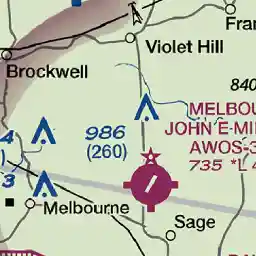 Fran
Violet Hill
Brockwell
840
MELBOU
JOHN E MI
AWOS-3
735 *L 4
986
(260)
4
)
3
Melbourne
Sage